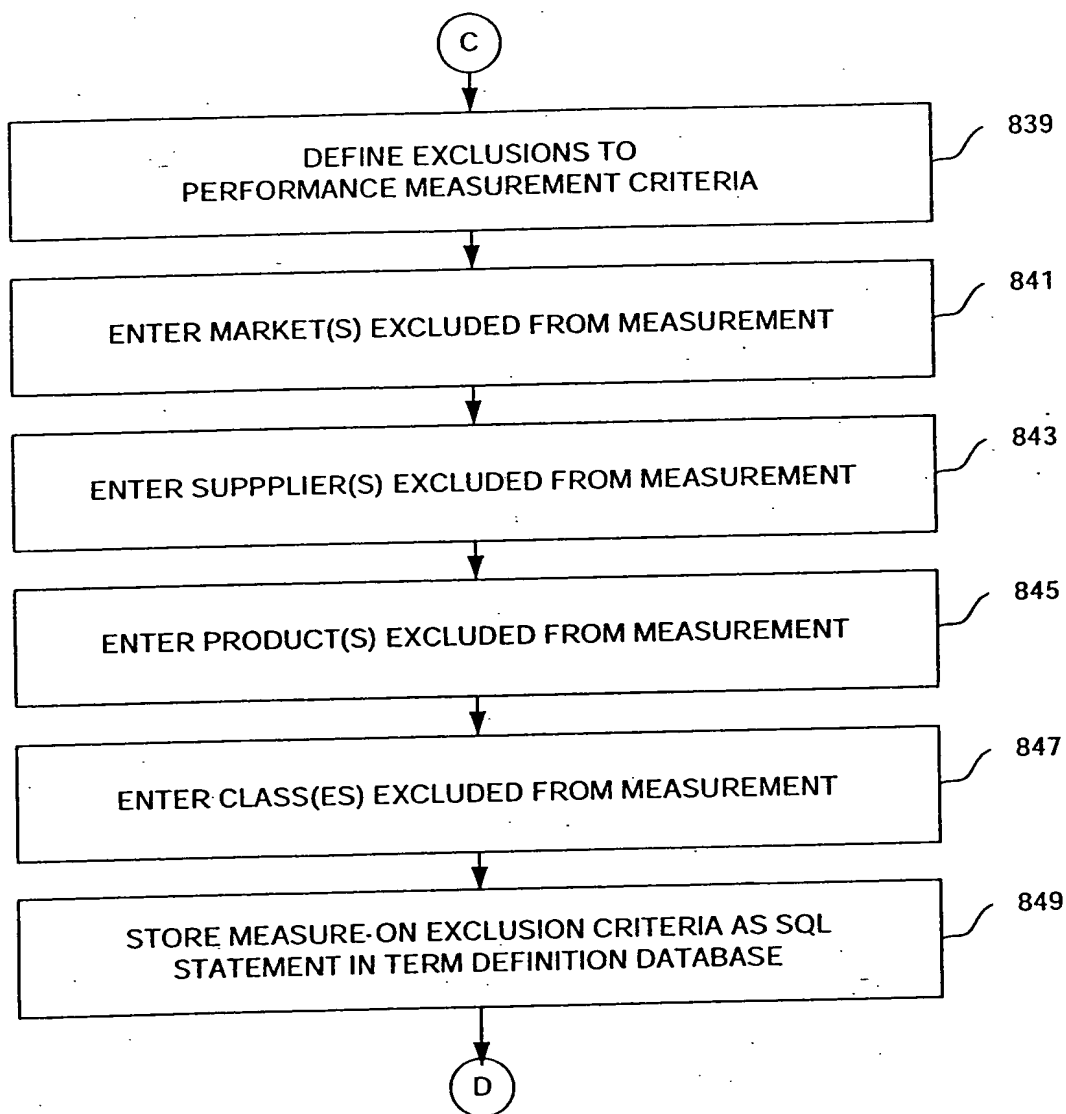 C
DEFINE EXCLUSIONS TO
PERFORMANCE MEASUREMENT CRITERIA
839
ENTER MARKET(S) EXCLUDED FROM MEASUREMENT
841
ENTER SUPPPLIER(S) EXCLUDED FROM MEASUREMENT
843
ENTER PRODUCT(S) EXCLUDED FROM MEASUREMENT
845
ENTER CLASS(ES) EXCLUDED FROM MEASUREMENT
847
STORE MEASURE-ON EXCLUSION CRITERIA AS SQL
STATEMENT IN TERM DEFINITION DATABASE
849
D